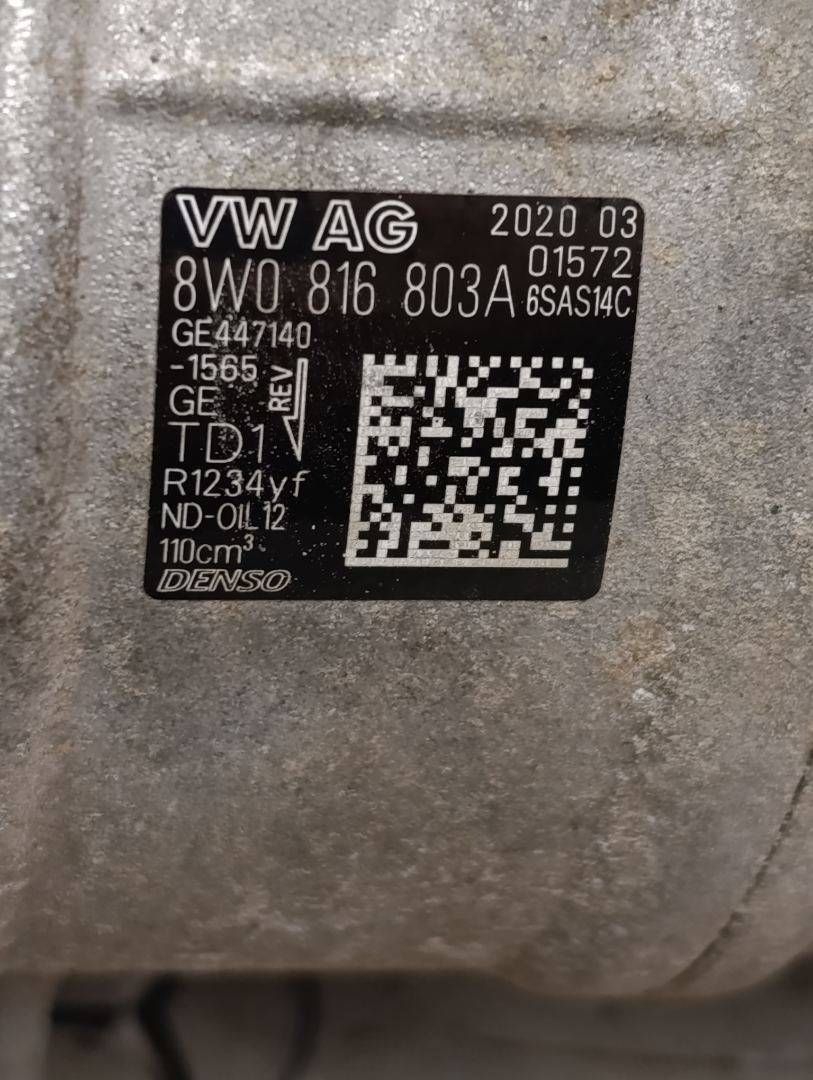 VW AG 2020 03
01572
8W0 816 803A 6SAS14C
GE447140
-1565
GE
REV
TD1
R1234yf
ND-OIL12
110cm³
DENSO